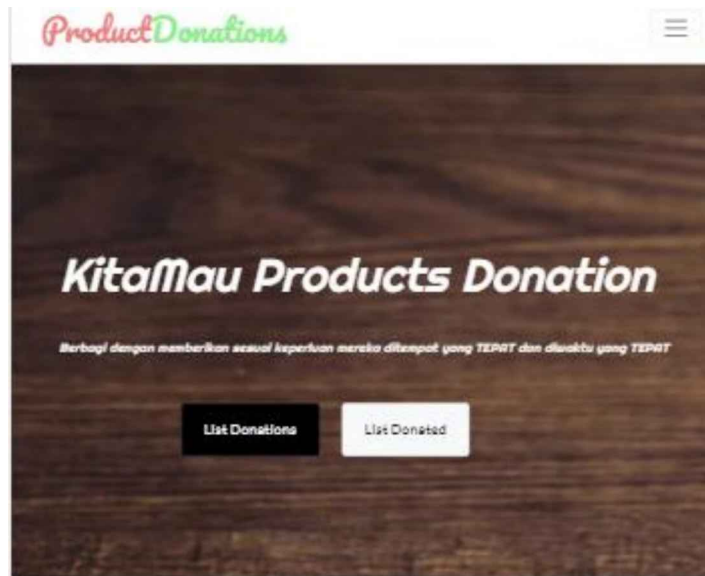 ProductDonations
KitaMau Products Donation
Berbagi dengan memberikan sesuai keperluan mereka ditempat yang TEPAT dan diwaktu yang TEPAT
List Donations
List Donated